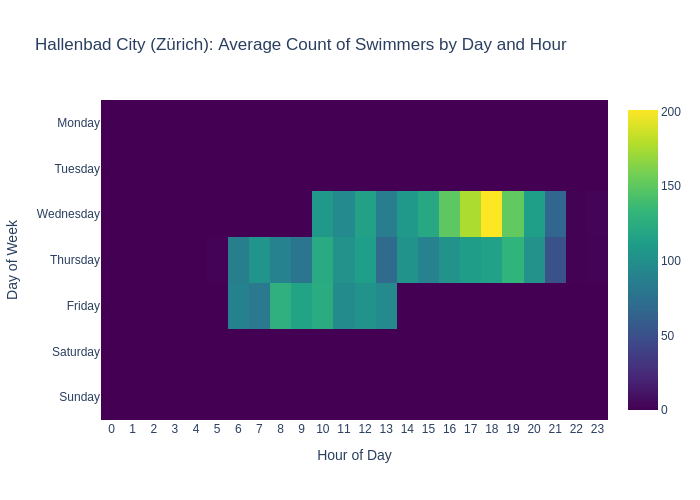 Hallenbad City (Zürich): Average Count of Swimmers by Day and Hour
Day of Week
Monday
Tuesday
Wednesday
Thursday
Friday
Saturday
Sunday
0 1 2 3 4 5 6 7 8 9 10 11 12 13 14 15 16 17 18 19 20 21 22 23
Hour of Day
200
150
100
50
0